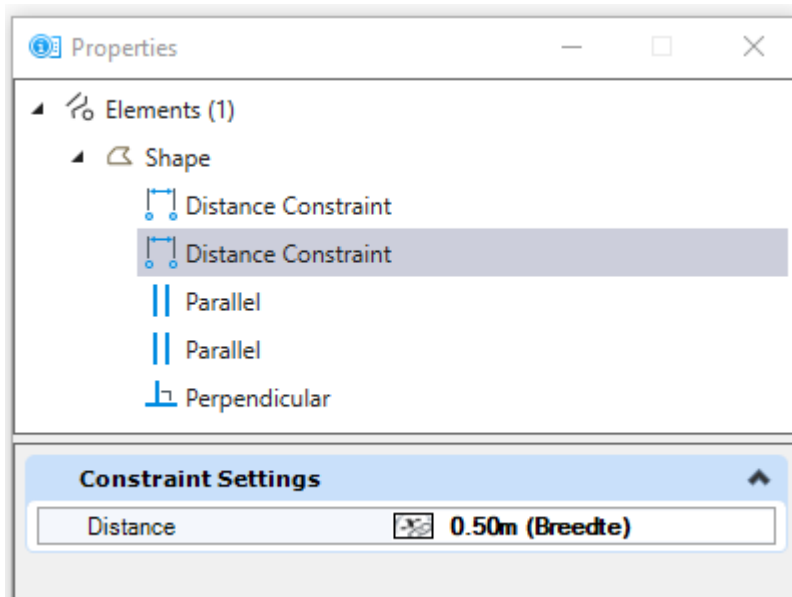 Properties
Elements (1)
Shape
Distance Constraint
Distance Constraint
Parallel
Parallel
Perpendicular
Constraint Settings
Distance 0.50m (Breedte)